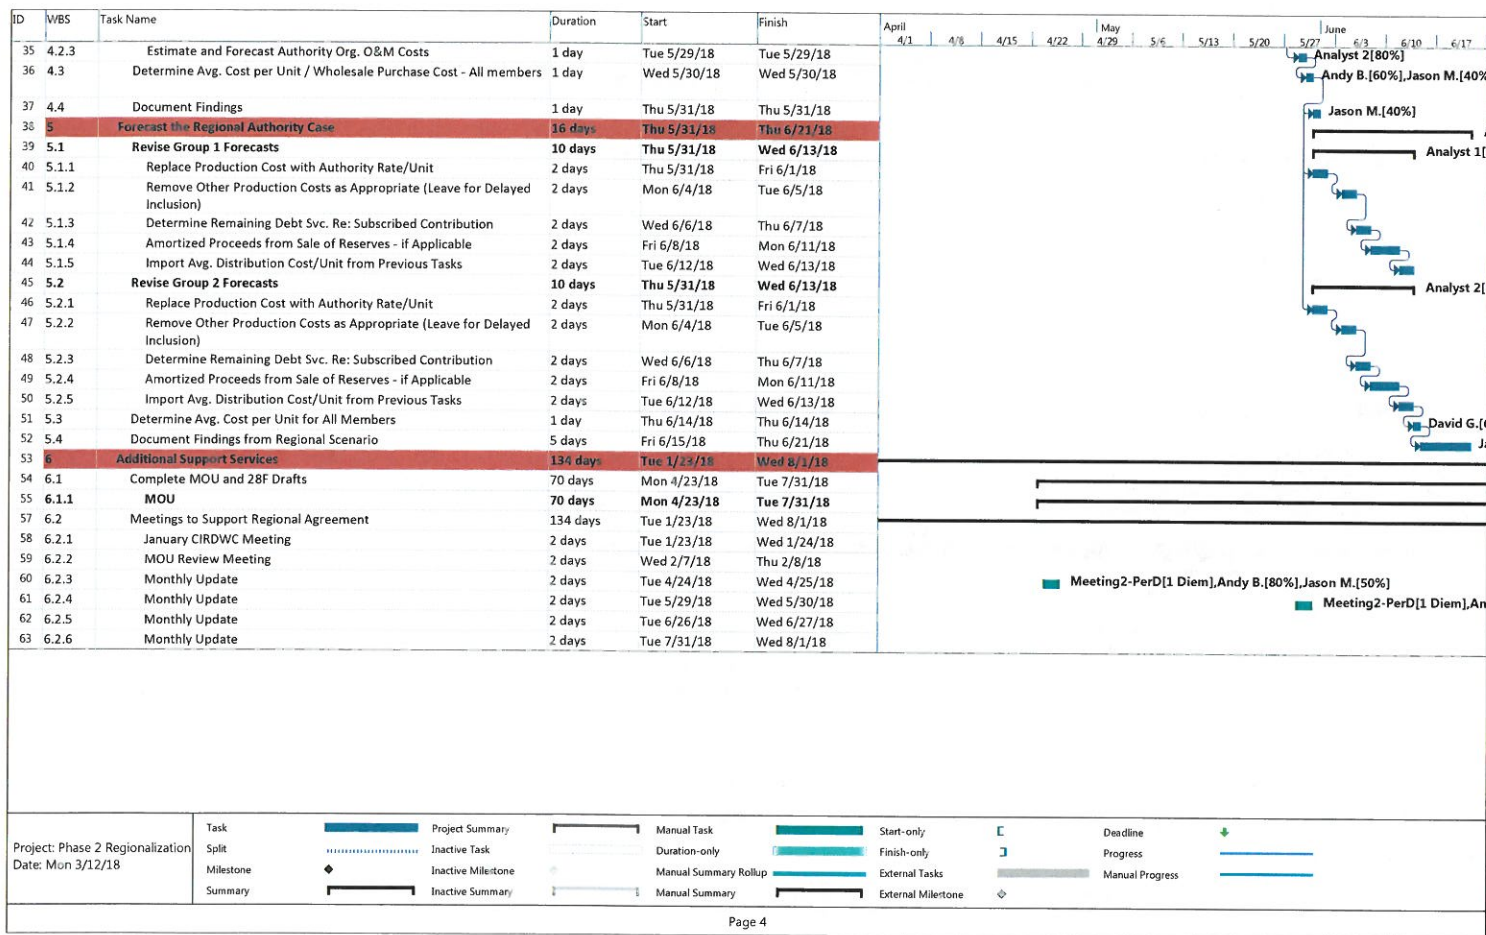 ID WBS Task Name Duration Start Finish
April May June
4/1 4/8 4/15 4/22 4/29 5/6 5/13 5/20 5/27 6/3 6/10 6/17
35 4.2.3 Estimate and Forecast Authority Org. O&M Costs 1 day Tue 5/29/18 Tue 5/29/18 Analyst 2[80%]
36 4.3 Determine Avg. Cost per Unit / Wholesale Purchase Cost - All members 1 day Wed 5/30/18 Wed 5/30/18 Andy B.[60%],Jason M.[40%
37 4.4 Document Findings 1 day Thu 5/31/18 Thu 5/31/18 Jason M.[40%]
38 5 Forecast the Regional Authority Case 16 days Thu 5/31/18 Thu 6/21/18
39 5.1 Revise Group 1 Forecasts 10 days Thu 5/31/18 Wed 6/13/18 Analyst 1[
40 5.1.1 Replace Production Cost with Authority Rate/Unit 2 days Thu 5/31/18 Fri 6/1/18
41 5.1.2 Remove Other Production Costs as Appropriate (Leave for Delayed 2 days Mon 6/4/18 Tue 6/5/18
Inclusion)
42 5.1.3 Determine Remaining Debt Svc. Re: Subscribed Contribution 2 days Wed 6/6/18 Thu 6/7/18
43 5.1.4 Amortized Proceeds from Sale of Reserves - if Applicable 2 days Fri 6/8/18 Mon 6/11/18
44 5.1.5 Import Avg. Distribution Cost/Unit from Previous Tasks 2 days Tue 6/12/18 Wed 6/13/18
45 5.2 Revise Group 2 Forecasts 10 days Thu 5/31/18 Wed 6/13/18 Analyst 2[
46 5.2.1 Replace Production Cost with Authority Rate/Unit 2 days Thu 5/31/18 Fri 6/1/18
47 5.2.2 Remove Other Production Costs as Appropriate (Leave for Delayed 2 days Mon 6/4/18 Tue 6/5/18
Inclusion)
48 5.2.3 Determine Remaining Debt Svc. Re: Subscribed Contribution 2 days Wed 6/6/18 Thu 6/7/18
49 5.2.4 Amortized Proceeds from Sale of Reserves - if Applicable 2 days Fri 6/8/18 Mon 6/11/18
50 5.2.5 Import Avg. Distribution Cost/Unit from Previous Tasks 2 days Tue 6/12/18 Wed 6/13/18
51 5.3 Determine Avg. Cost per Unit for All Members 1 day Thu 6/14/18 Thu 6/14/18 David G.[
52 5.4 Document Findings from Regional Scenario 5 days Fri 6/15/18 Thu 6/21/18
53 6 Additional Support Services 134 days Tue 1/23/18 Wed 8/1/18
54 6.1 Complete MOU and 28F Drafts 70 days Mon 4/23/18 Tue 7/31/18
55 6.1.1 MOU 70 days Mon 4/23/18 Tue 7/31/18
57 6.2 Meetings to Support Regional Agreement 134 days Tue 1/23/18 Wed 8/1/18
58 6.2.1 January CIRDWC Meeting 2 days Tue 1/23/18 Wed 1/24/18
59 6.2.2 MOU Review Meeting 2 days Wed 2/7/18 Thu 2/8/18
60 6.2.3 Monthly Update 2 days Tue 4/24/18 Wed 4/25/18 Meeting2-PerD[1 Diem],Andy B.[80%],Jason M.[50%]
61 6.2.4 Monthly Update 2 days Tue 5/29/18 Wed 5/30/18 Meeting2-PerD[1 Diem],An
62 6.2.5 Monthly Update 2 days Tue 6/26/18 Wed 6/27/18
63 6.2.6 Monthly Update 2 days Tue 7/31/18 Wed 8/1/18
Project: Phase 2 Regionalization
Date: Mon 3/12/18
Task Project Summary Manual Task Start-only Deadline
Split Inactive Task Duration-only Finish-only Progress
Milestone Inactive Milestone Manual Summary Rollup External Tasks Manual Progress
Summary Inactive Summary Manual Summary External Milestone
Page 4